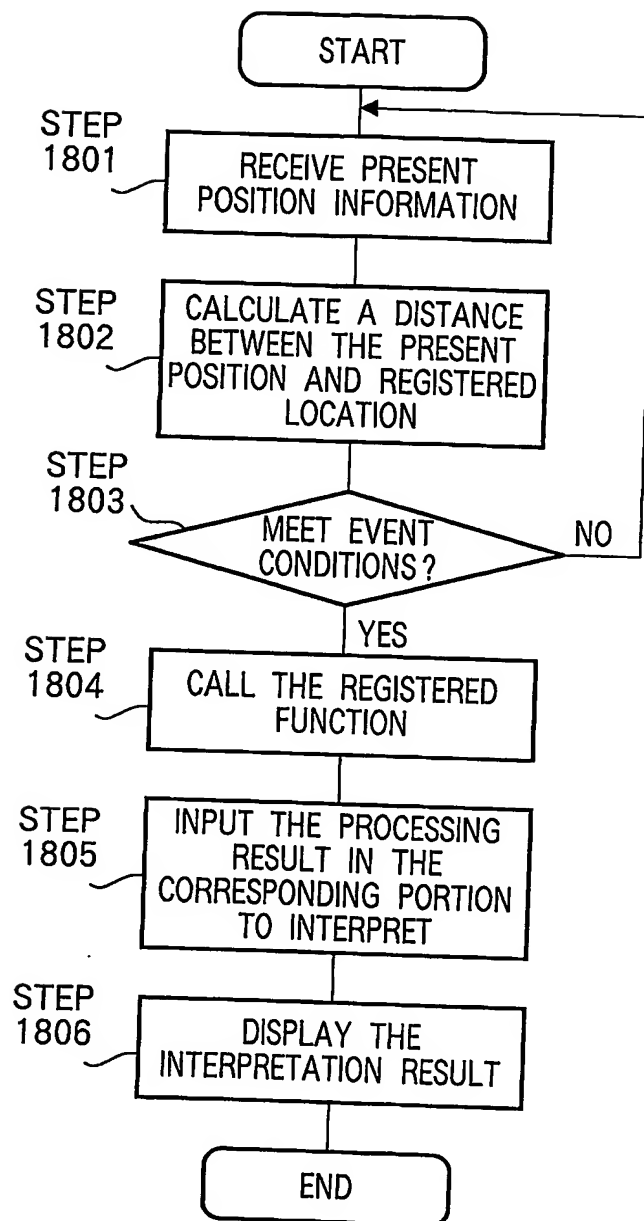 START
STEP
1801
RECEIVE PRESENT
POSITION INFORMATION
STEP
1802
CALCULATE A DISTANCE
BETWEEN THE PRESENT
POSITION AND REGISTERED
LOCATION
STEP
1803
MEET EVENT
CONDITIONS?
NO
YES
STEP
1804
CALL THE REGISTERED
FUNCTION
STEP
1805
INPUT THE PROCESSING
RESULT IN THE
CORRESPONDING PORTION
TO INTERPRET
STEP
1806
DISPLAY THE
INTERPRETATION RESULT
END